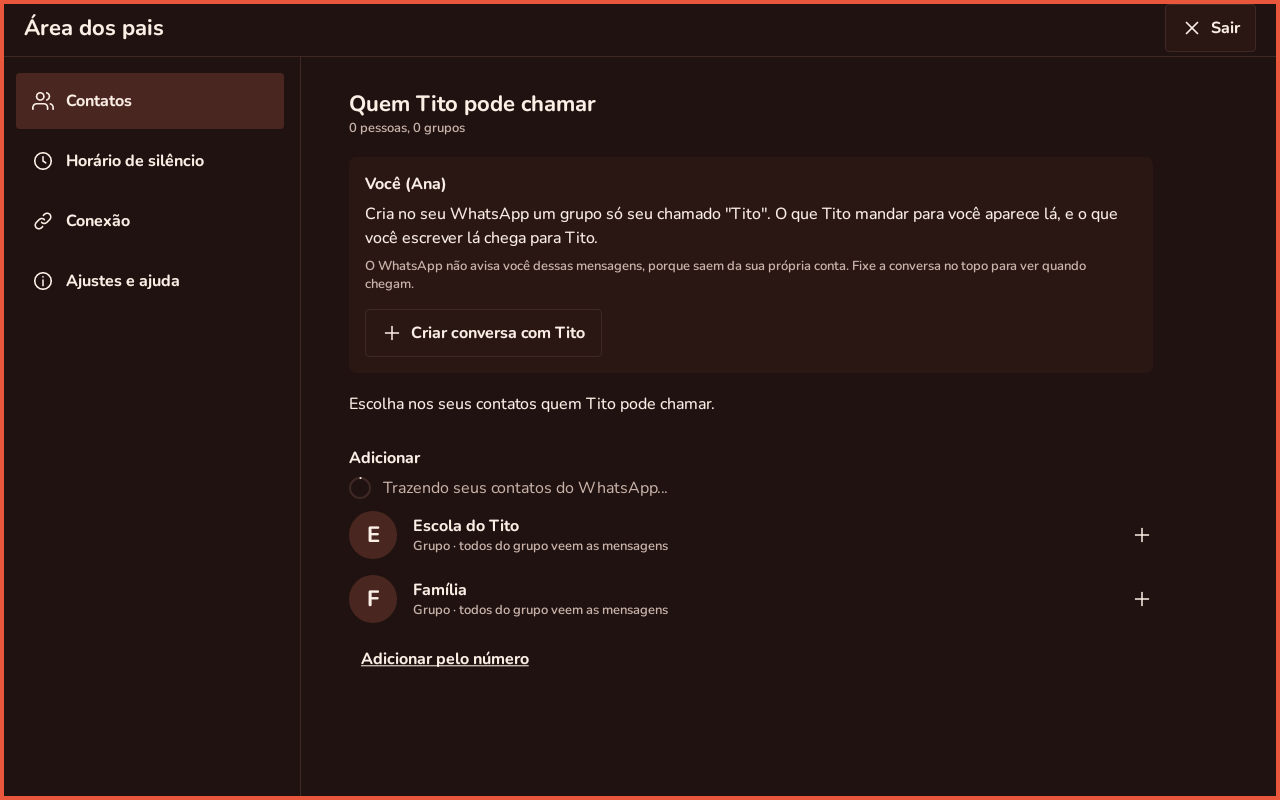 Área dos pais
Sair
Contatos
Horário de silêncio
Conexão
Ajustes e ajuda
Quem Tito pode chamar
0 pessoas, 0 grupos
Você (Ana)
Cria no seu WhatsApp um grupo só seu chamado "Tito". O que Tito mandar para você aparece lá, e o que
você escrever lá chega para Tito.
O WhatsApp não avisa você dessas mensagens, porque saem da sua própria conta. Fixe a conversa no topo para ver quando
chegam.
Criar conversa com Tito
Escolha nos seus contatos quem Tito pode chamar.
Adicionar
Trazendo seus contatos do WhatsApp...
E
Escola do Tito
Grupo · todos do grupo veem as mensagens
F
Família
Grupo · todos do grupo veem as mensagens
Adicionar pelo número